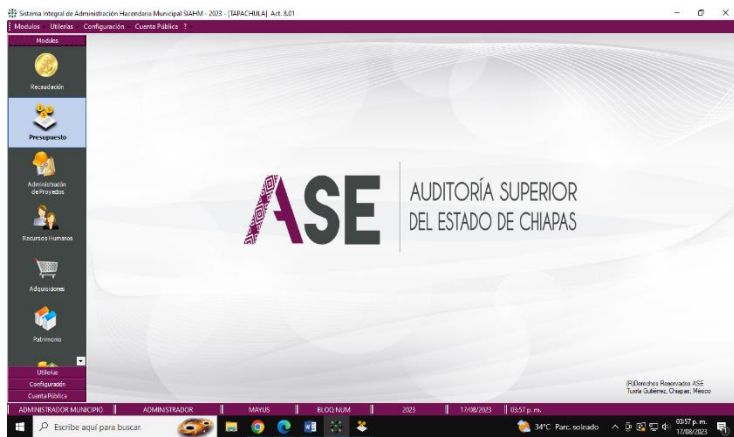 Sistema Integral de Administración Hacendaria Municipal SIAHM - 2023 - [TAPACHULA] Act. 8.01
Modulos Utilerías Configuración Cuenta Pública ?
Modulos
Recaudación
Presupuesto
Administración
de Proyectos
Recursos Humanos
Adquisiciones
Patrimonio
Utilerías
Configuración
Cuenta Pública
ASE
AUDITORÍA SUPERIOR
DEL ESTADO DE CHIAPAS
(R)Derechos Reservados ASE
Tuxtla Gutiérrez, Chiapas; México
ADMINISTRADOR MUNICIPIO ADMINISTRADOR MAYUS BLOQ NUM 2023 17/08/2023 03:57 p. m.
Escribe aquí para buscar.
34°C Parc. soleado
03:57 p. m.
17/08/2023